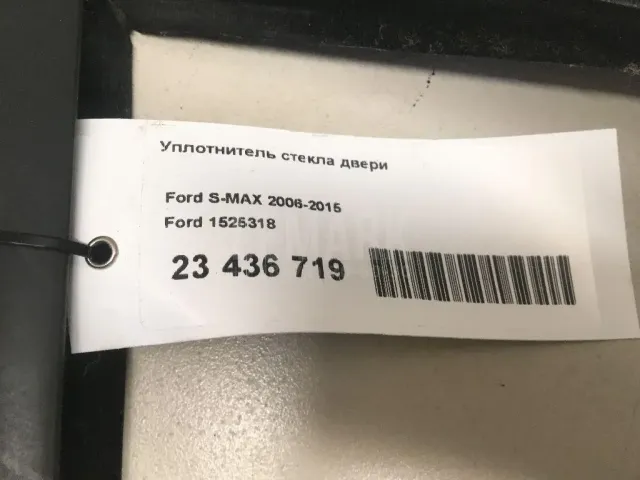 Уплотнитель стекла двери
Ford S-MAX 2006-2015
Ford 1525318
23 436 719